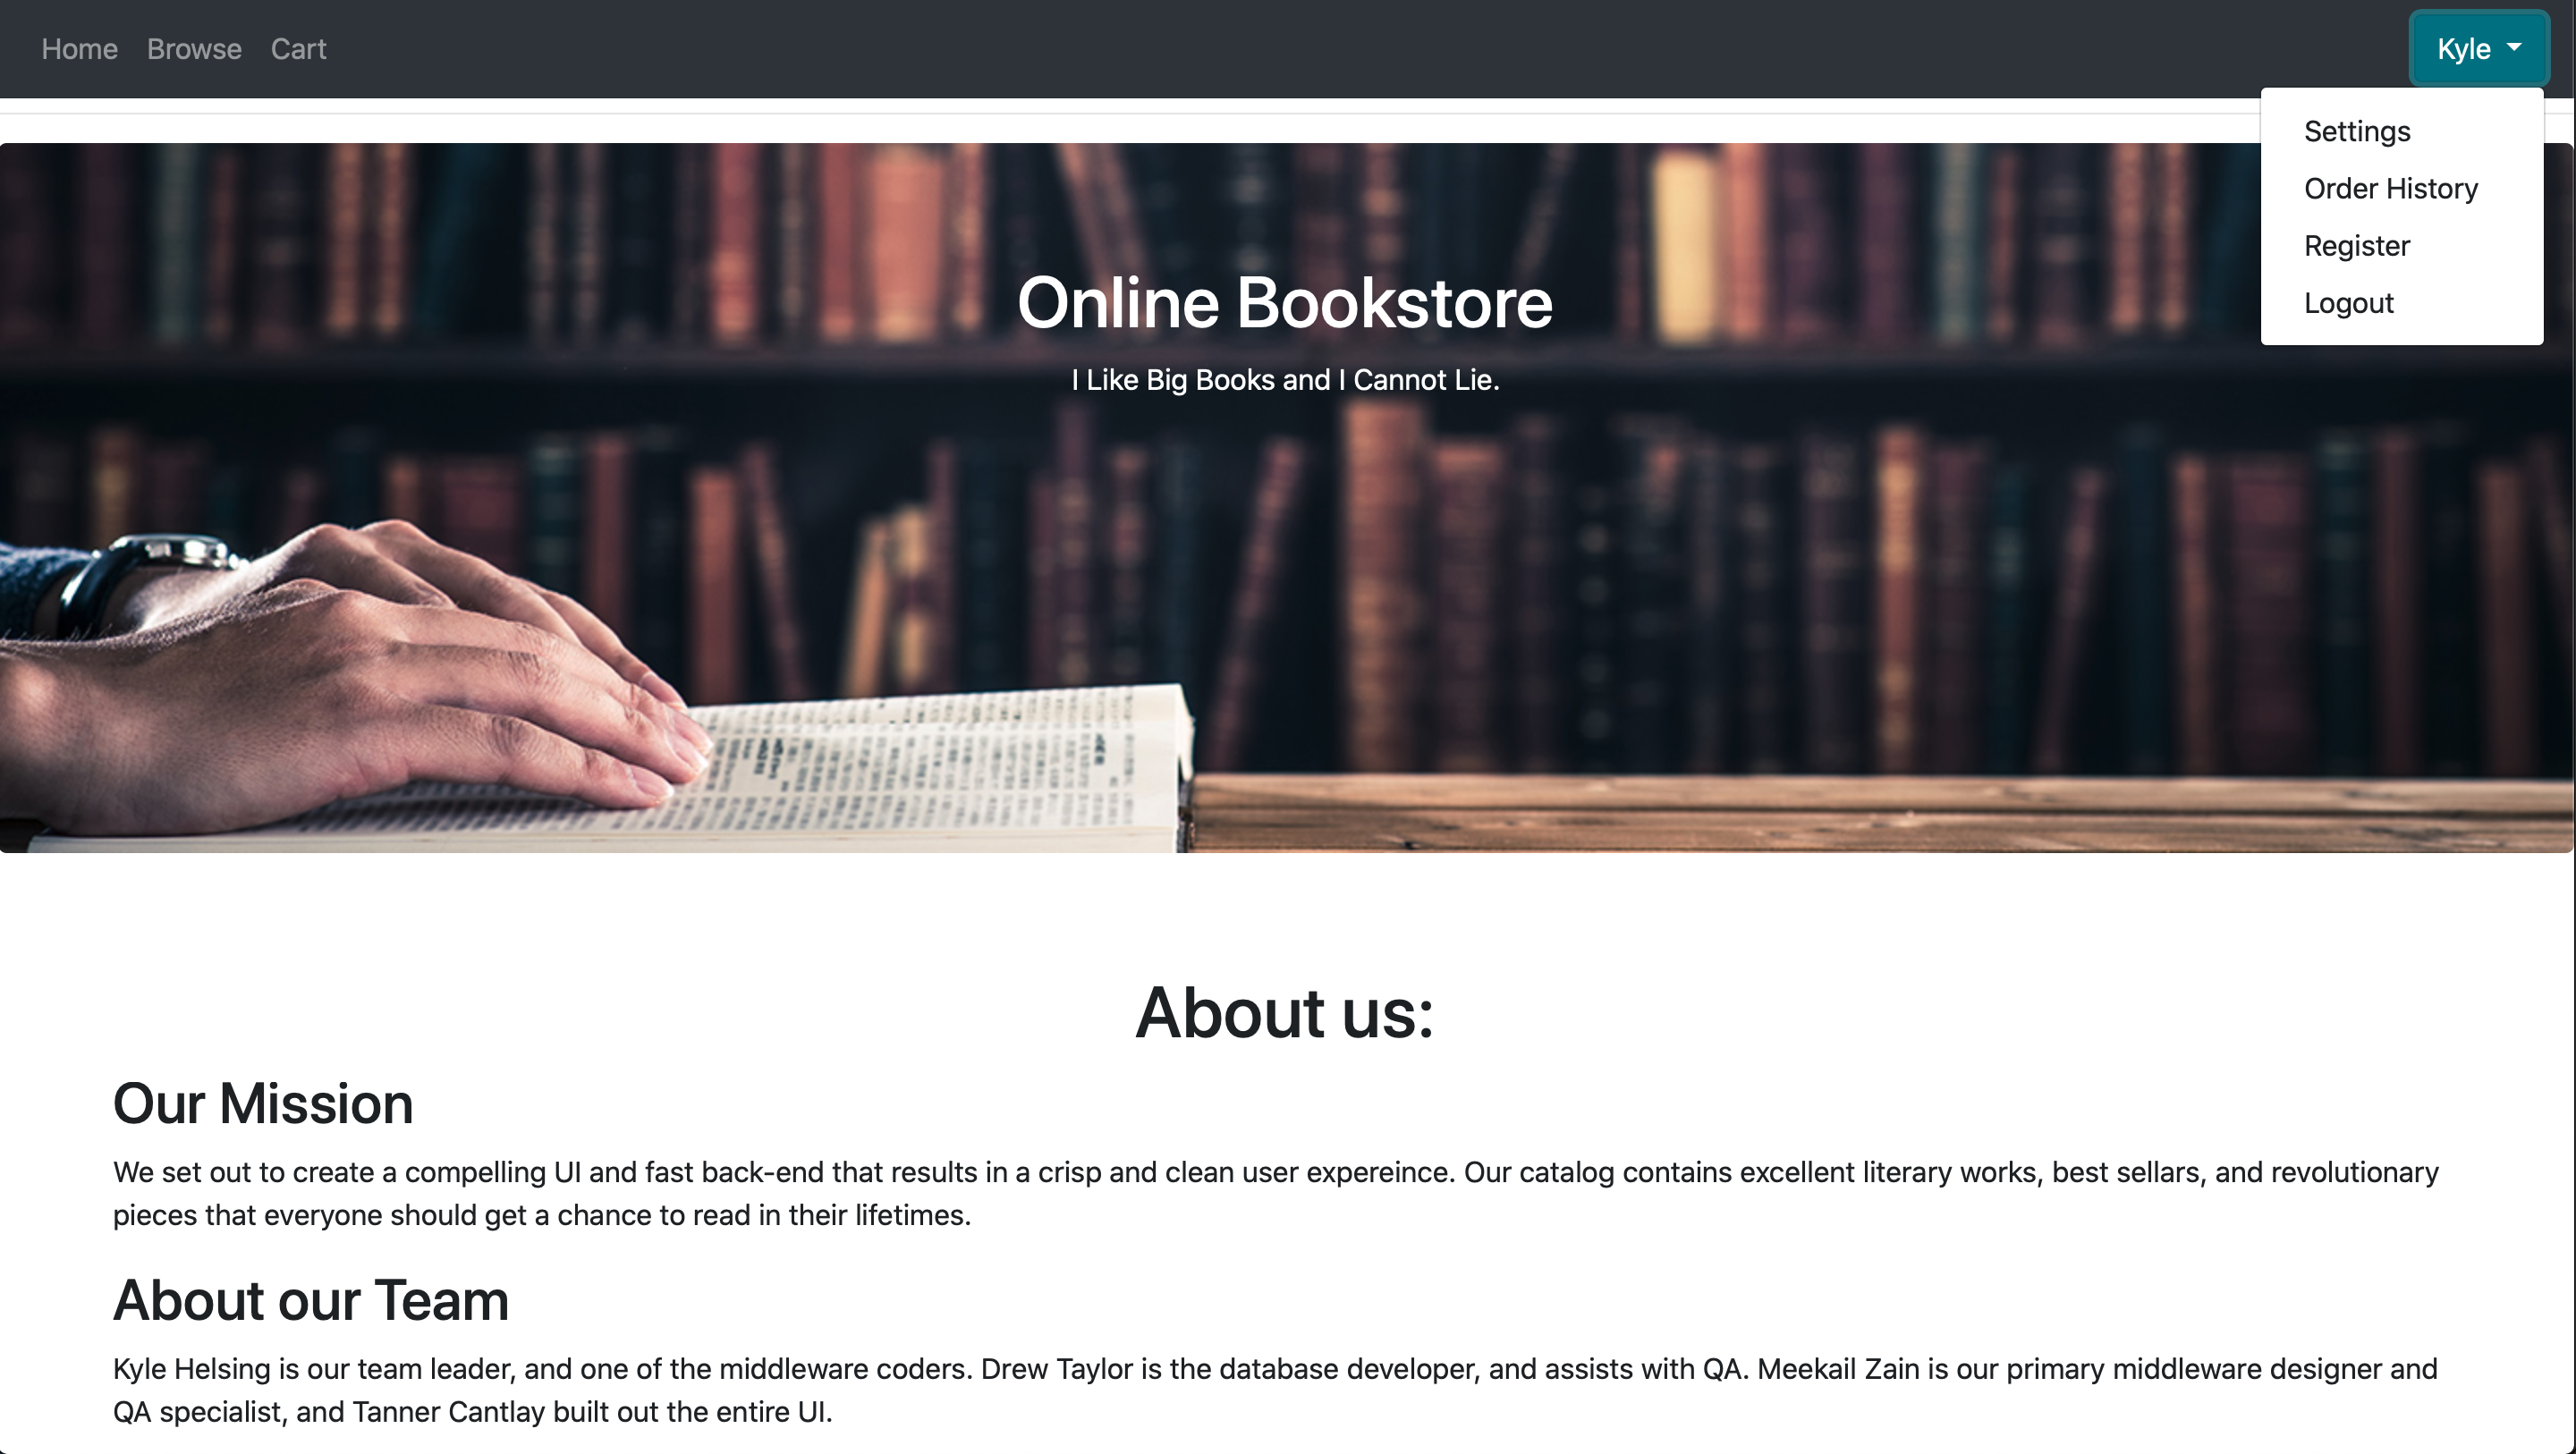 Home Browse Cart
Kyle
Settings
Order History
Register
Logout
Online Bookstore
I Like Big Books and I Cannot Lie.
About us:
Our Mission
We set out to create a compelling UI and fast back-end that results in a crisp and clean user expereince. Our catalog contains excellent literary works, best sellars, and revolutionary
pieces that everyone should get a chance to read in their lifetimes.
About our Team
Kyle Helsing is our team leader, and one of the middleware coders. Drew Taylor is the database developer, and assists with QA. Meekail Zain is our primary middleware designer and
QA specialist, and Tanner Cantlay built out the entire UI.